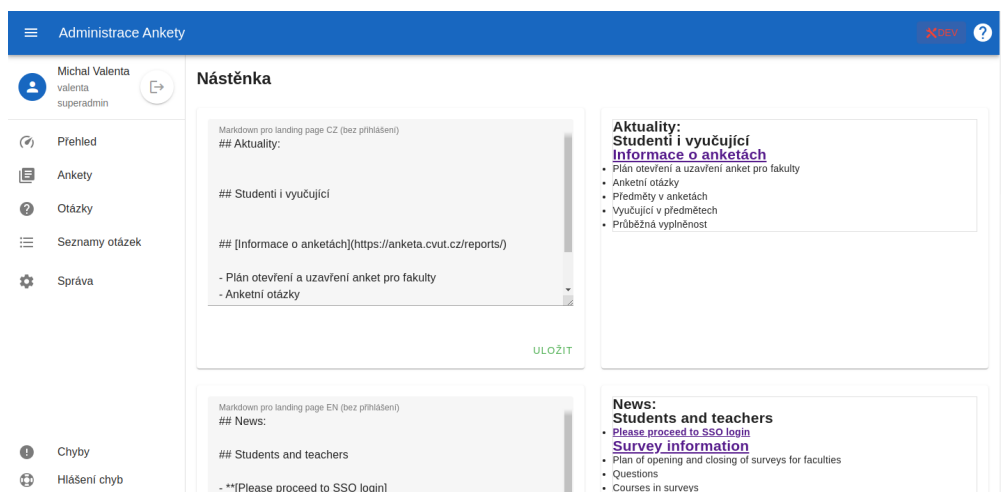 Administrace Ankety
DEV
Michal Valenta
valenta
superadmin
Přehled
Ankety
Otázky
Seznamy otázek
Správa
Chyby
Hlášení chyb
Nástěnka
Markdown pro landing page CZ (bez přihlášení)
## Aktuality:
## Studenti i vyučující
## [Informace o anketách](https://anketa.cvut.cz/reports/)
- Plán otevření a uzavření anket pro fakulty
- Anketní otázky
ULOŽIT
Aktuality:
Studenti i vyučující
Informace o anketách
Plán otevření a uzavření anket pro fakulty
Anketní otázky
Předměty v anketách
Vyučující v předmětech
Průběžná vyplněnost
Markdown pro landing page EN (bez přihlášení)
## News:
## Students and teachers
- **[Please proceed to SSO login]
News:
Students and teachers
Please proceed to SSO login
Survey information
Plan of opening and closing of surveys for faculties
Questions
Courses in surveys